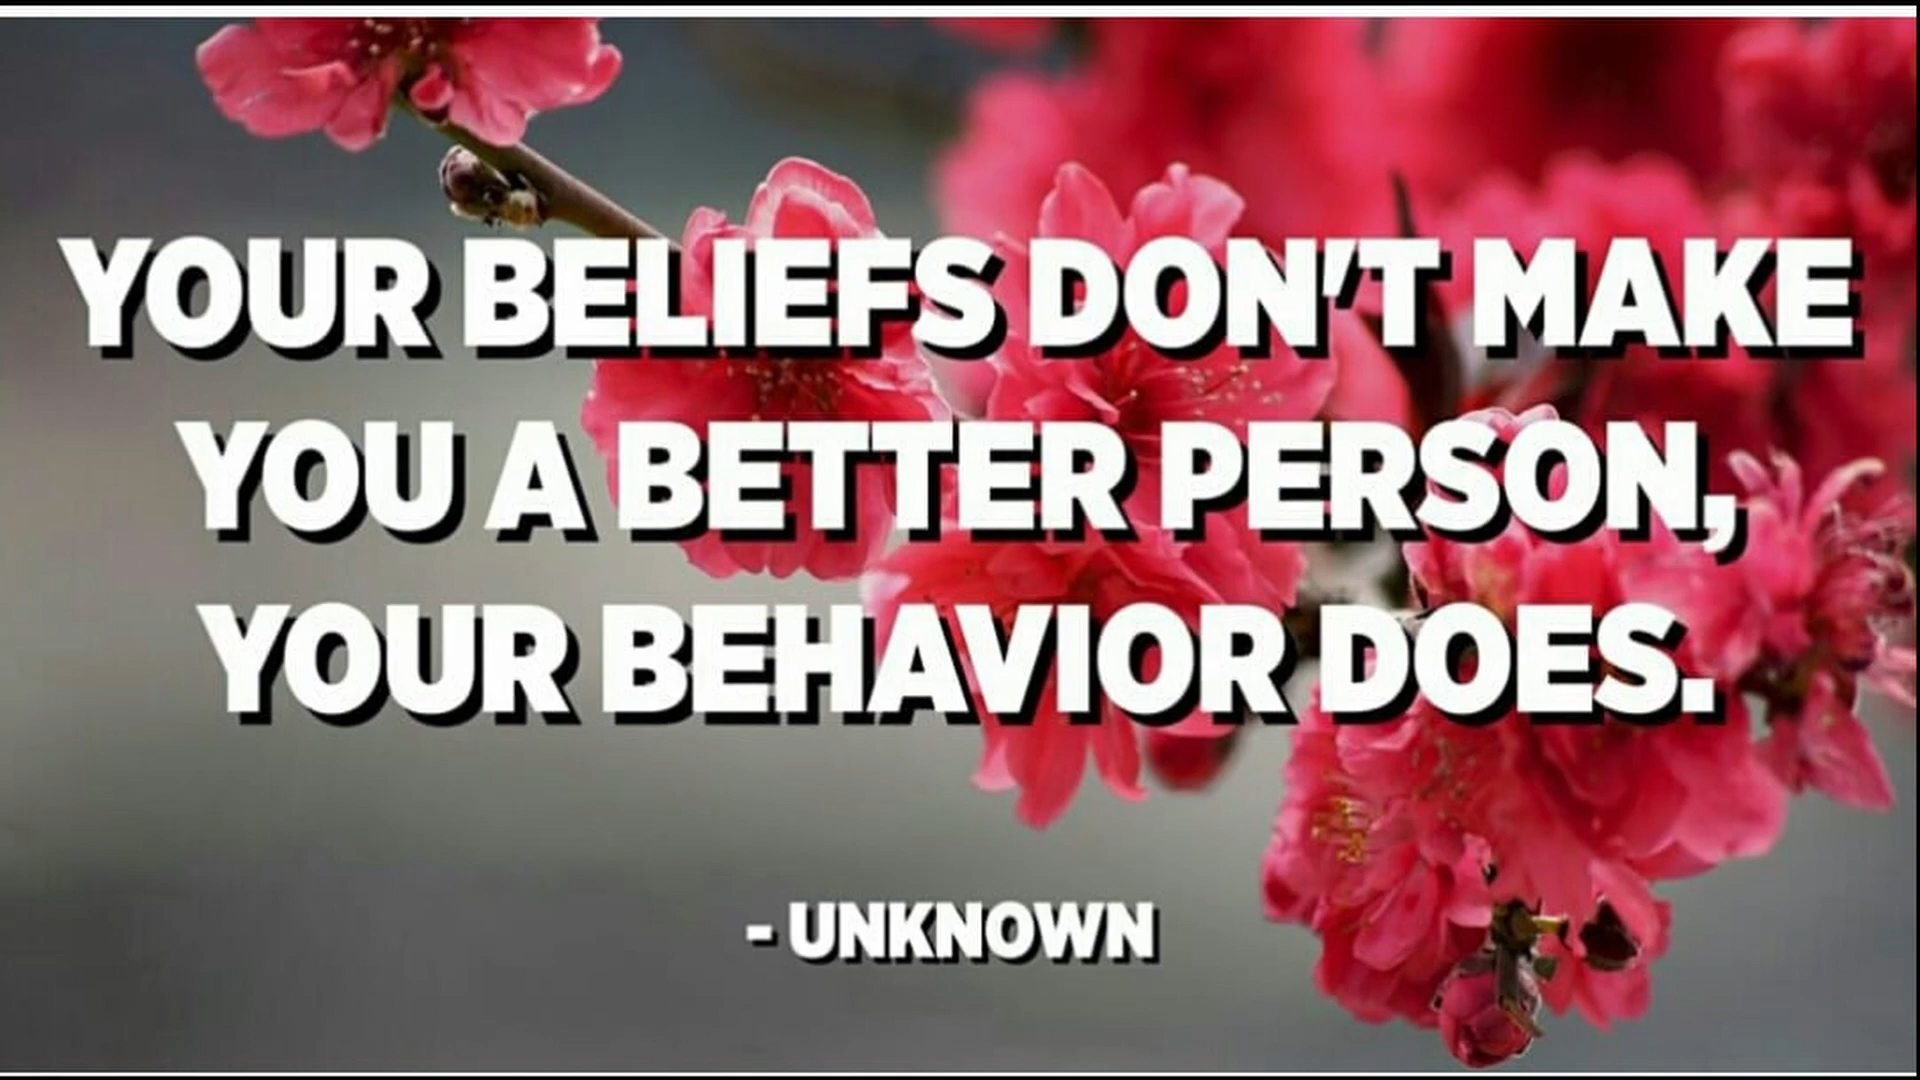 YOUR BELIEFS DON'T MAKE
YOU A BETTER PERSON,
YOUR BEHAVIOR DOES.
- UNKNOWN